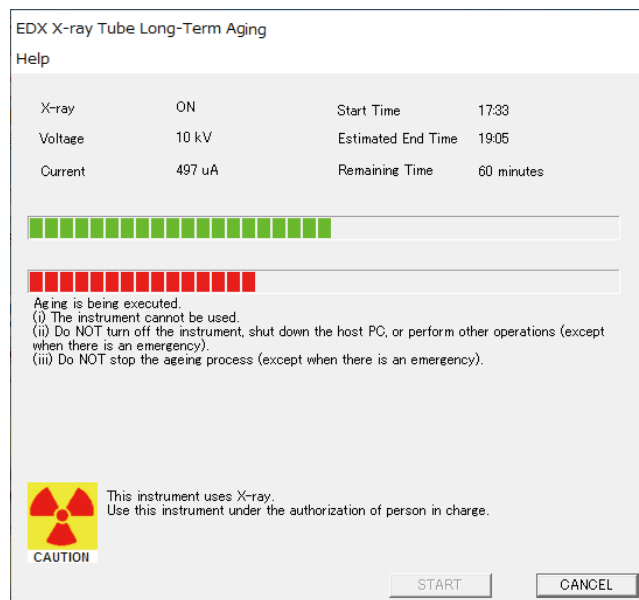 EDX X-ray Tube Long-Term Aging
Help
X-ray ON Start Time 17:33
Voltage 10 kV Estimated End Time 19:05
Current 497 uA Remaining Time 60 minutes
Aging is being executed.
(i) The instrument cannot be used.
(ii) Do NOT turn off the instrument, shut down the host PC, or perform other operations (except
when there is an emergency).
(iii) Do NOT stop the ageing process (except when there is an emergency).
This instrument uses X-ray.
Use this instrument under the authorization of person in charge.
CAUTION
START CANCEL